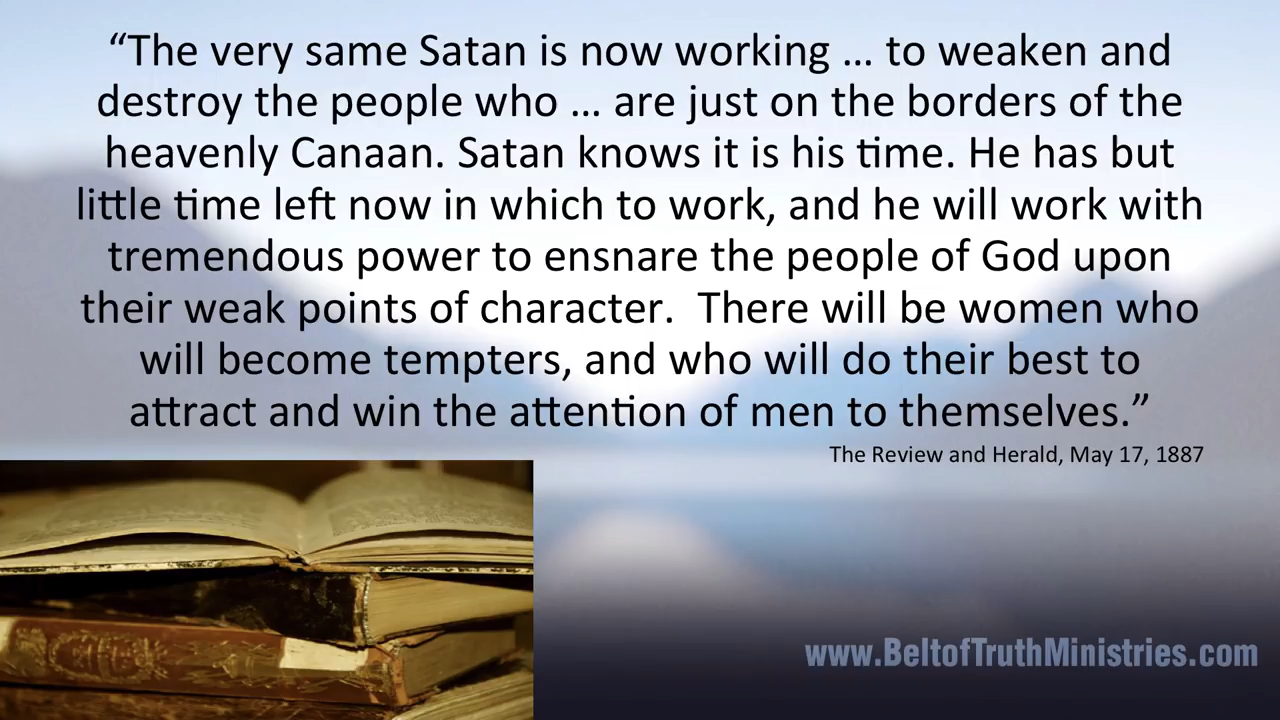 “The very same Satan is now working … to weaken and
destroy the people who … are just on the borders of the
heavenly Canaan. Satan knows it is his time. He has but
little time left now in which to work, and he will work with
tremendous power to ensnare the people of God upon
their weak points of character.  There will be women who
will become tempters, and who will do their best to
attract and win the attention of men to themselves.”
The Review and Herald, May 17, 1887
www.BeltofTruthMinistries.com